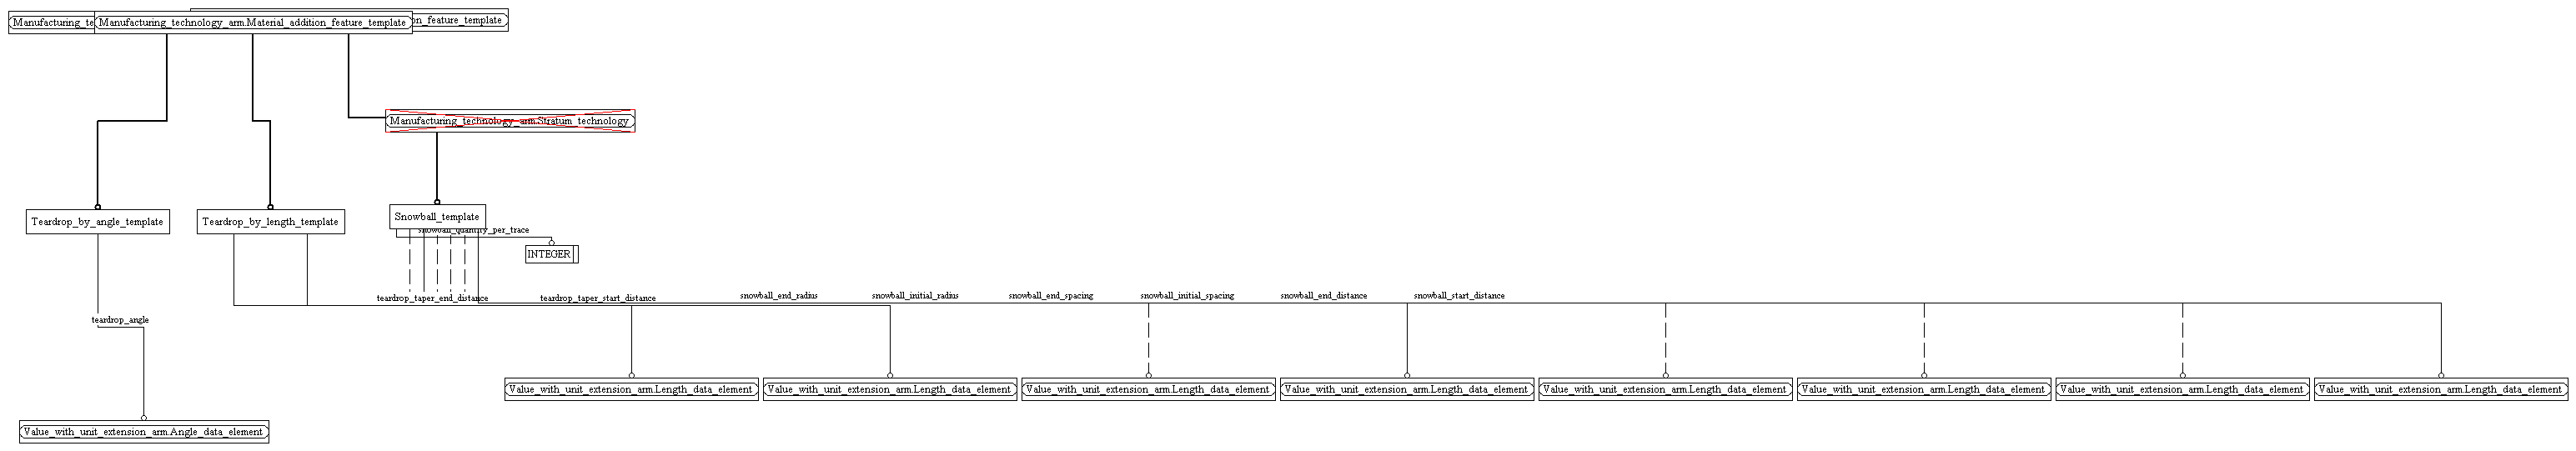 Manufacturing_te
Manufacturing_technology_arm.Material_addition_feature_template
on_feature_template
Manufacturing_technology_arm.Stratum_technology
Teardrop_by_angle_template
Teardrop_by_length_template
Snowball_template
snowball_quantity_per_trace
INTEGER
teardrop_taper_end_distance
teardrop_taper_start_distance
snowball_end_radius
snowball_initial_radius
snowball_end_spacing
snowball_initial_spacing
snowball_end_distance
snowball_start_distance
teardrop_angle
Value_with_unit_extension_arm.Length_data_element
Value_with_unit_extension_arm.Length_data_element
Value_with_unit_extension_arm.Length_data_element
Value_with_unit_extension_arm.Length_data_element
Value_with_unit_extension_arm.Length_data_element
Value_with_unit_extension_arm.Length_data_element
Value_with_unit_extension_arm.Length_data_element
Value_with_unit_extension_arm.Length_data_element
Value_with_unit_extension_arm.Angle_data_element